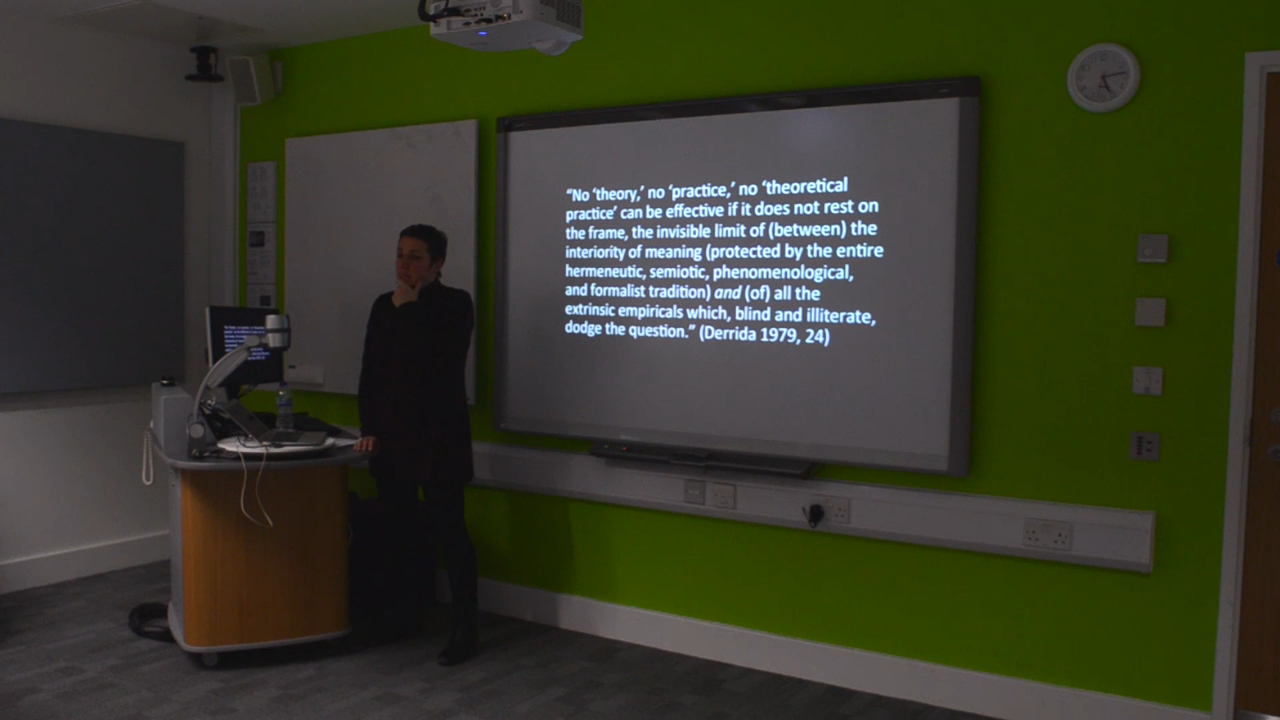 “No ‘theory,’ no ‘practice,’ no ‘theoretical
practice’ can be effective if it does not rest on
the frame, the invisible limit of (between) the
interiority of meaning (protected by the entire
hermeneutic, semiotic, phenomenological,
and formalist tradition) and (of) all the
extrinsic empiricals which, blind and illiterate,
dodge the question.” (Derrida 1979, 24)